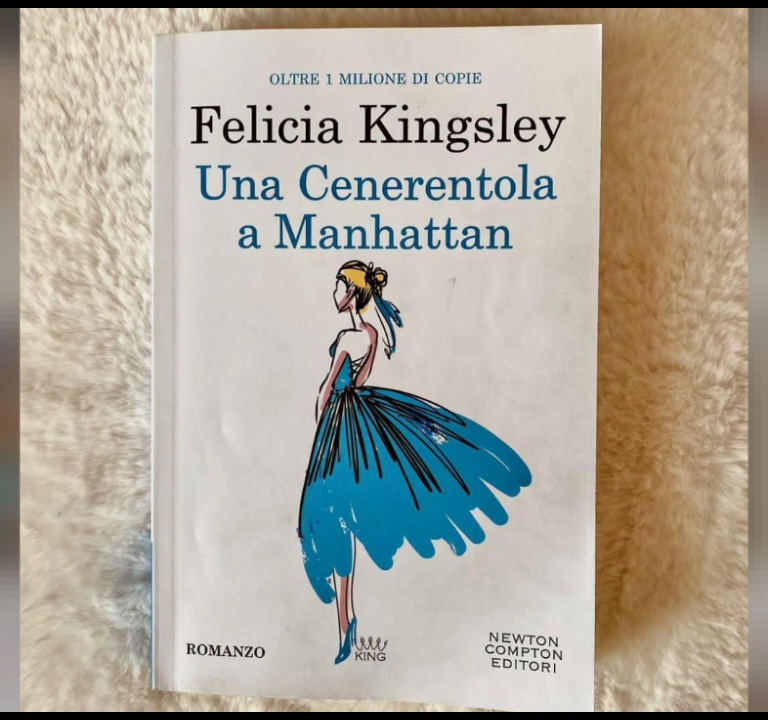 OLTRE 1 MILIONE DI COPIE
Felicia Kingsley
Una Cenerentola
a Manhattan
ROMANZO
KING
NEWTON
COMPTON
EDITORI